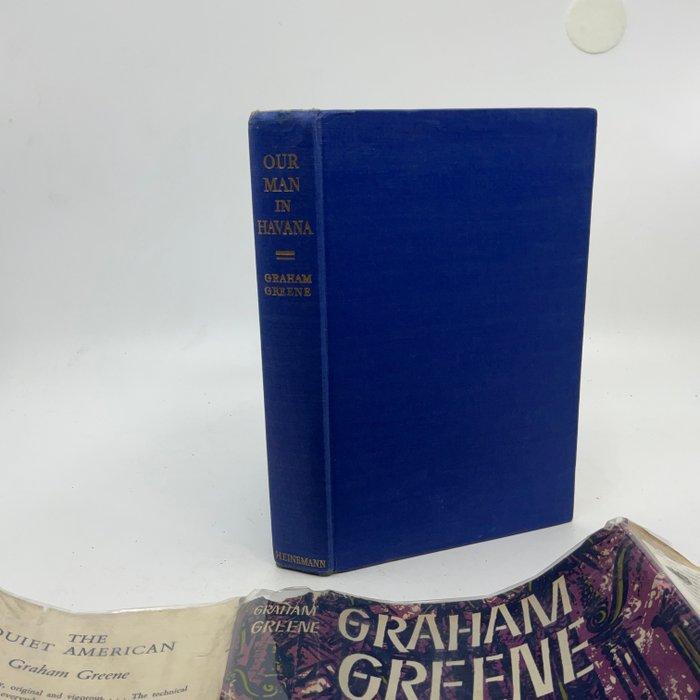 OUR
MAN
IN
HAVANA
GRAHAM
GREENE
HEINEMANN
THE
QUIET AMERICAN
Graham Greene
original and vigorous . . . The technical
GRAHAM
GREENE
GRAHAM
GREENE